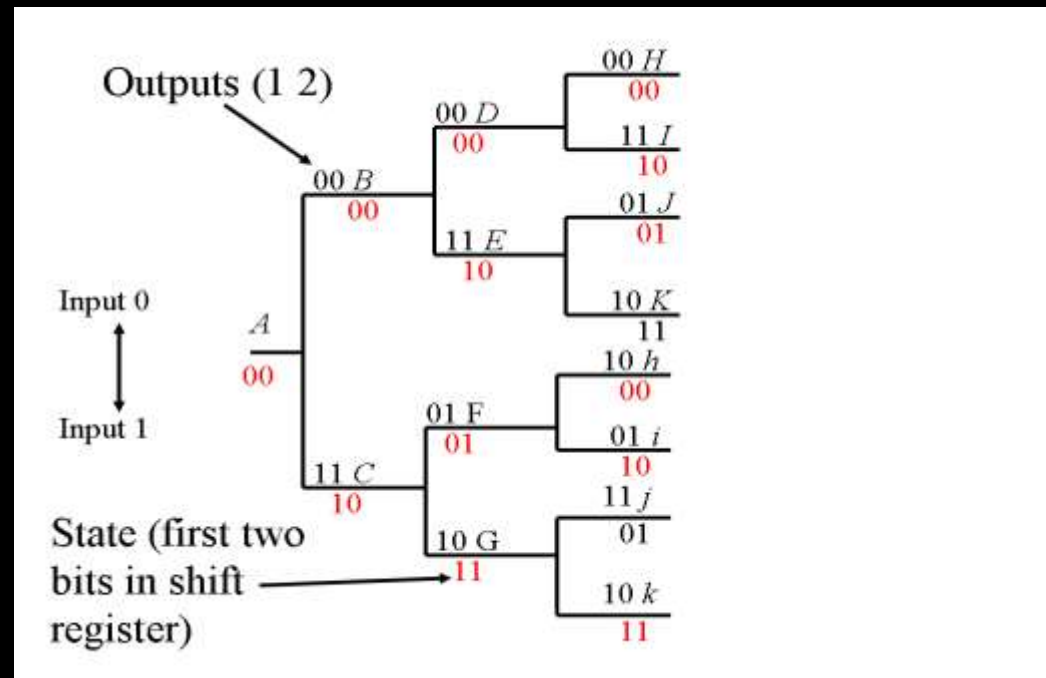 Outputs (1 2)
00 H
00
11 I
10
00 D
00
01 J
01
00 B
00
11 E
10
10 K
11
Input 0
Input 1
A
00
10 h
00
01 F
01
01 i
10
11 C
10
11 j
01
10 G
11
10 k
11
State (first two
bits in shift
register)